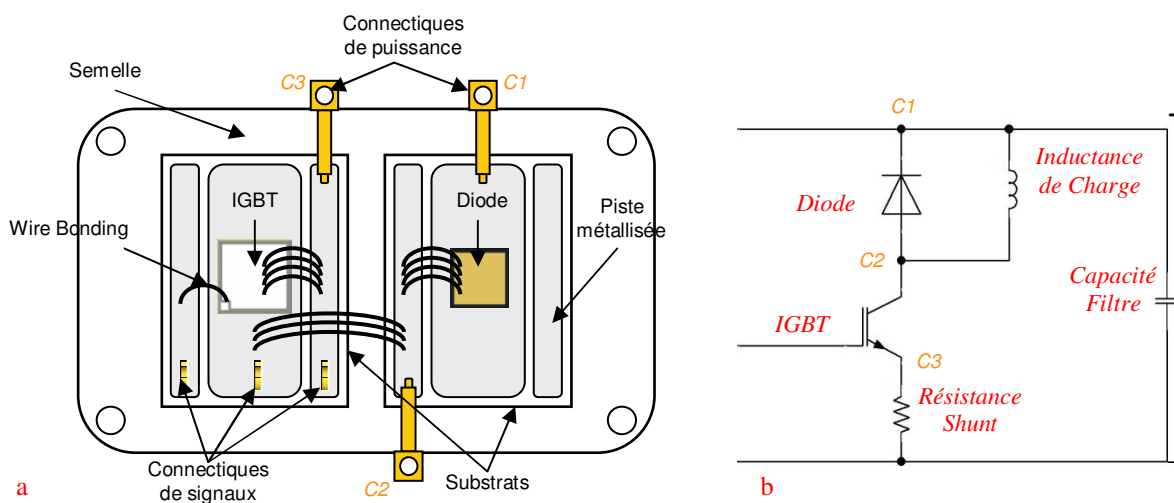 Connectiques
de puissance
Semelle
C3
C1
IGBT
Diode
Piste
métallisée
Wire Bonding
Connectiques
de signaux
C2
Substrats
a
C1
Inductance
de Charge
Diode
C2
Capacité
Filtre
IGBT
C3
Résistance
Shunt
b